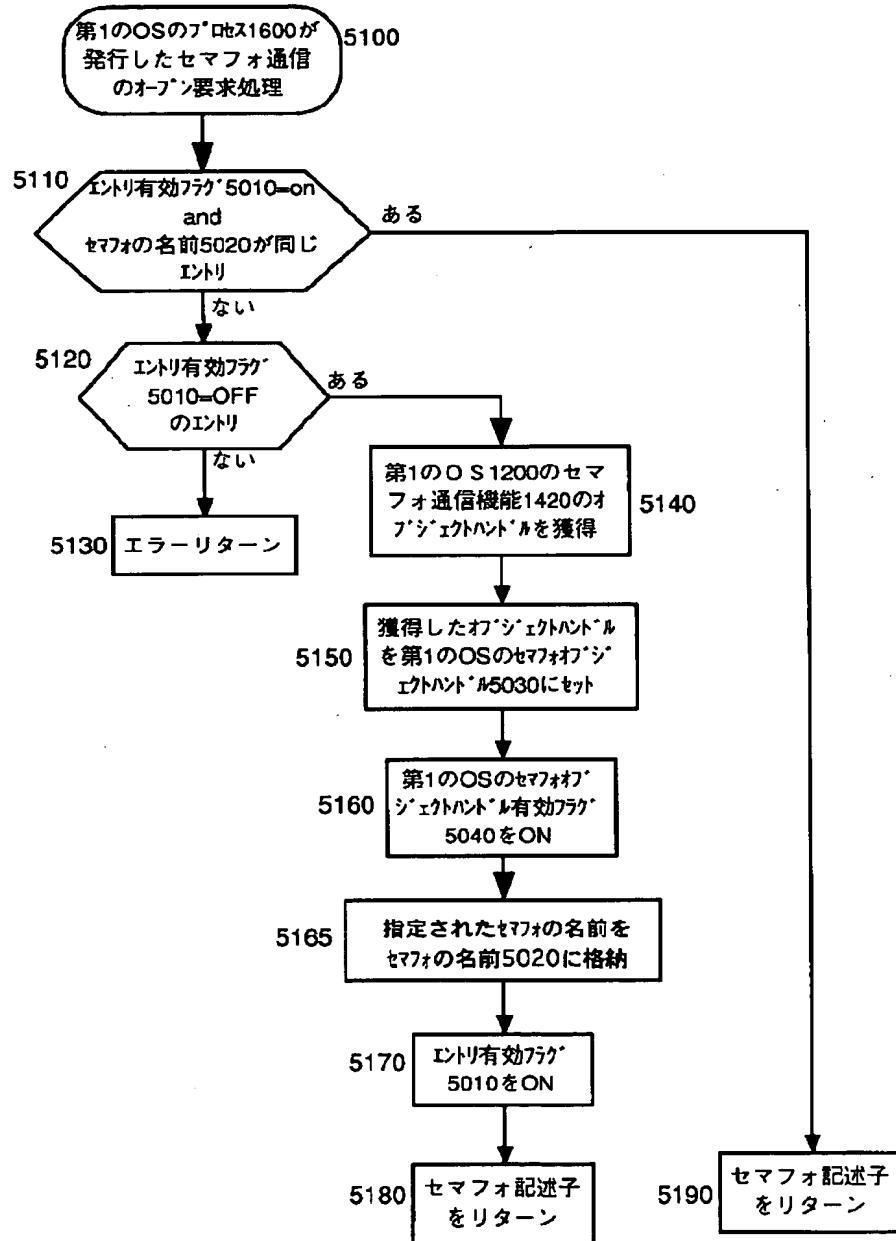 第1のOSのプロセス1600が
発行したセマフォ通信
のオープン要求処理
5100
5110
エントリ有効フラグ5010=on
and
セマフォの名前5020が同じ
エントリ
ある
ない
5120
エントリ有効フラグ
5010=OFF
のエントリ
ある
ない
5130
エラーリターン
第1のOS1200のセマ
フォ通信機能1420のオ
ブジェクトハンドルを獲得
5140
5150
獲得したオブジェクトハンドル
を第1のOSのセマフォオブジ
ェクトハンドル5030にセット
5160
第1のOSのセマフォオブ
ジェクトハンドル有効フラグ
5040をON
5165
指定されたセマフォの名前を
セマフォの名前5020に格納
5170
エントリ有効フラグ
5010をON
5180
セマフォ記述子
をリターン
5190
セマフォ記述子
をリターン